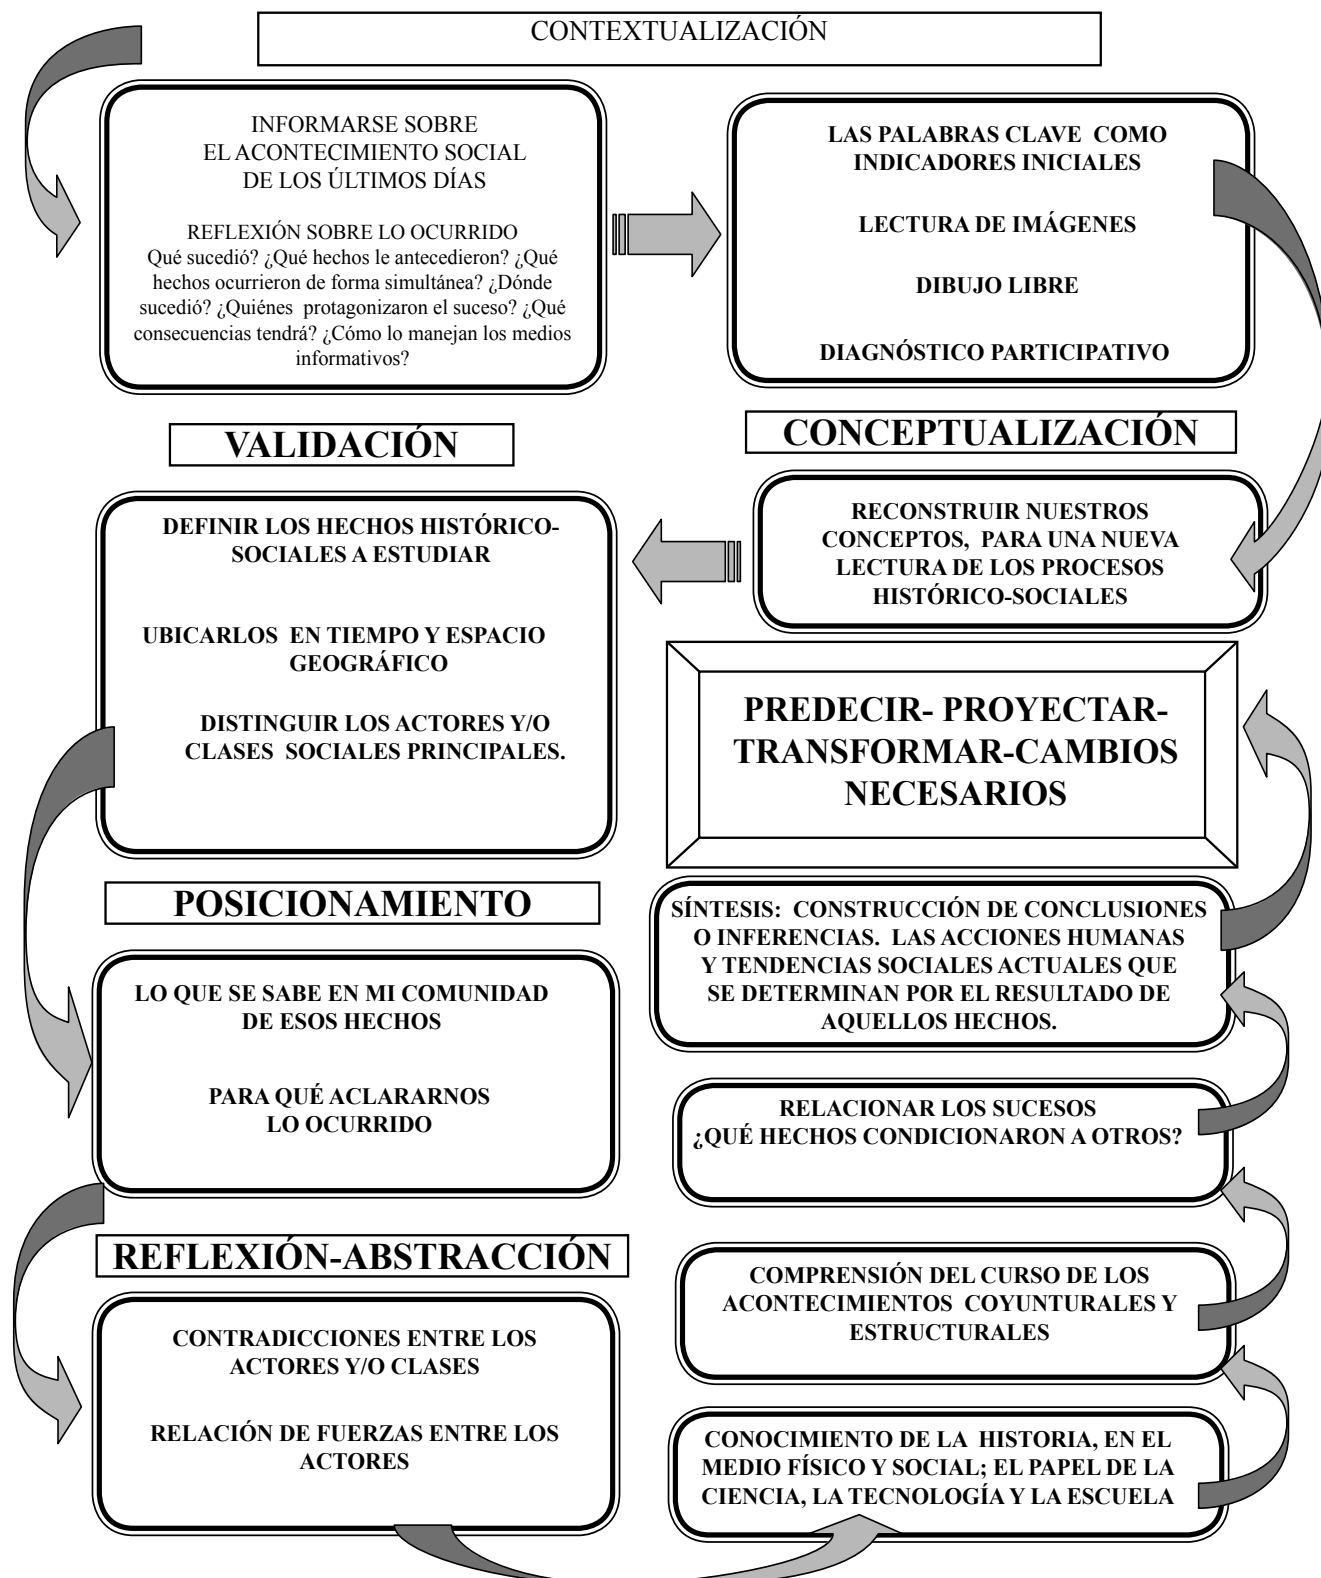 CONTEXTUALIZACIÓN
INFORMARSE SOBRE
EL ACONTECIMIENTO SOCIAL
DE LOS ÚLTIMOS DÍAS
REFLEXIÓN SOBRE LO OCURRIDO
Qué sucedió? ¿Qué hechos le antecedieron? ¿Qué
hechos ocurrieron de forma simultánea? ¿Dónde
sucedió? ¿Quiénes protagonizaron el suceso? ¿Qué
consecuencias tendrá? ¿Cómo lo manejan los medios
informativos?
LAS PALABRAS CLAVE COMO
INDICADORES INICIALES
LECTURA DE IMÁGENES
DIBUJO LIBRE
DIAGNÓSTICO PARTICIPATIVO
CONCEPTUALIZACIÓN
RECONSTRUIR NUESTROS
CONCEPTOS, PARA UNA NUEVA
LECTURA DE LOS PROCESOS
HISTÓRICO-SOCIALES
VALIDACIÓN
DEFINIR LOS HECHOS HISTÓRICO-
SOCIALES A ESTUDIAR
UBICARLOS EN TIEMPO Y ESPACIO
GEOGRÁFICO
DISTINGUIR LOS ACTORES Y/O
CLASES SOCIALES PRINCIPALES.
POSICIONAMIENTO
LO QUE SE SABE EN MI COMUNIDAD
DE ESOS HECHOS
PARA QUÉ ACLARARNOS
LO OCURRIDO
REFLEXIÓN-ABSTRACCIÓN
CONTRADICCIONES ENTRE LOS
ACTORES Y/O CLASES
RELACIÓN DE FUERZAS ENTRE LOS
ACTORES
CONOCIMIENTO DE LA HISTORIA, EN EL
MEDIO FÍSICO Y SOCIAL; EL PAPEL DE LA
CIENCIA, LA TECNOLOGÍA Y LA ESCUELA
COMPRENSIÓN DEL CURSO DE LOS
ACONTECIMIENTOS COYUNTURALES Y
ESTRUCTURALES
RELACIONAR LOS SUCESOS
¿QUÉ HECHOS CONDICIONARON A OTROS?
SÍNTESIS: CONSTRUCCIÓN DE CONCLUSIONES
O INFERENCIAS. LAS ACCIONES HUMANAS
Y TENDENCIAS SOCIALES ACTUALES QUE
SE DETERMINAN POR EL RESULTADO DE
AQUELLOS HECHOS.
PREDECIR- PROYECTAR-
TRANSFORMAR-CAMBIOS
NECESARIOS